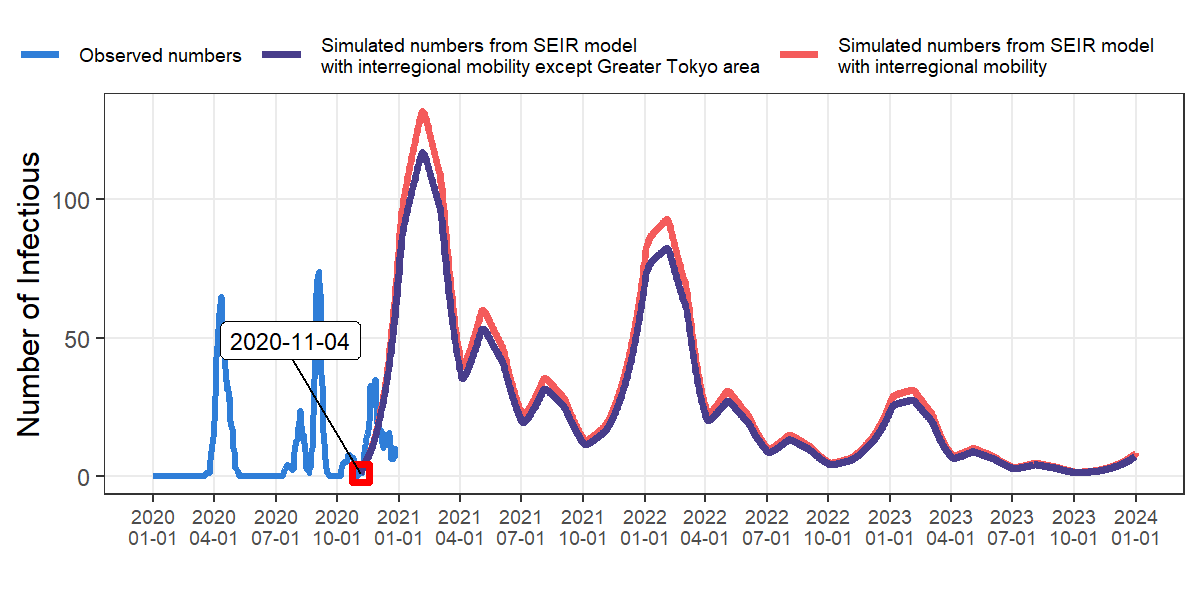 Observed numbers
Simulated numbers from SEIR model
with interregional mobility except Greater Tokyo area
Simulated numbers from SEIR model
with interregional mobility
Number of Infectious
100
50
0
2020-11-04
2020 2020 2020 2020 2021 2021 2021 2021 2022 2022 2022 2022 2023 2023 2023 2023 2024
01-01 04-01 07-01 10-01 01-01 04-01 07-01 10-01 01-01 04-01 07-01 10-01 01-01 04-01 07-01 10-01 01-01